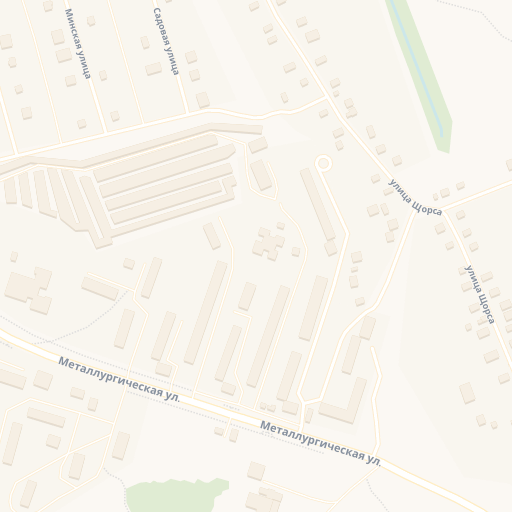 Минская улица
Садовая улица
улица Щорса
улица Щорса
Металлургическая ул.
Металлургическая ул.